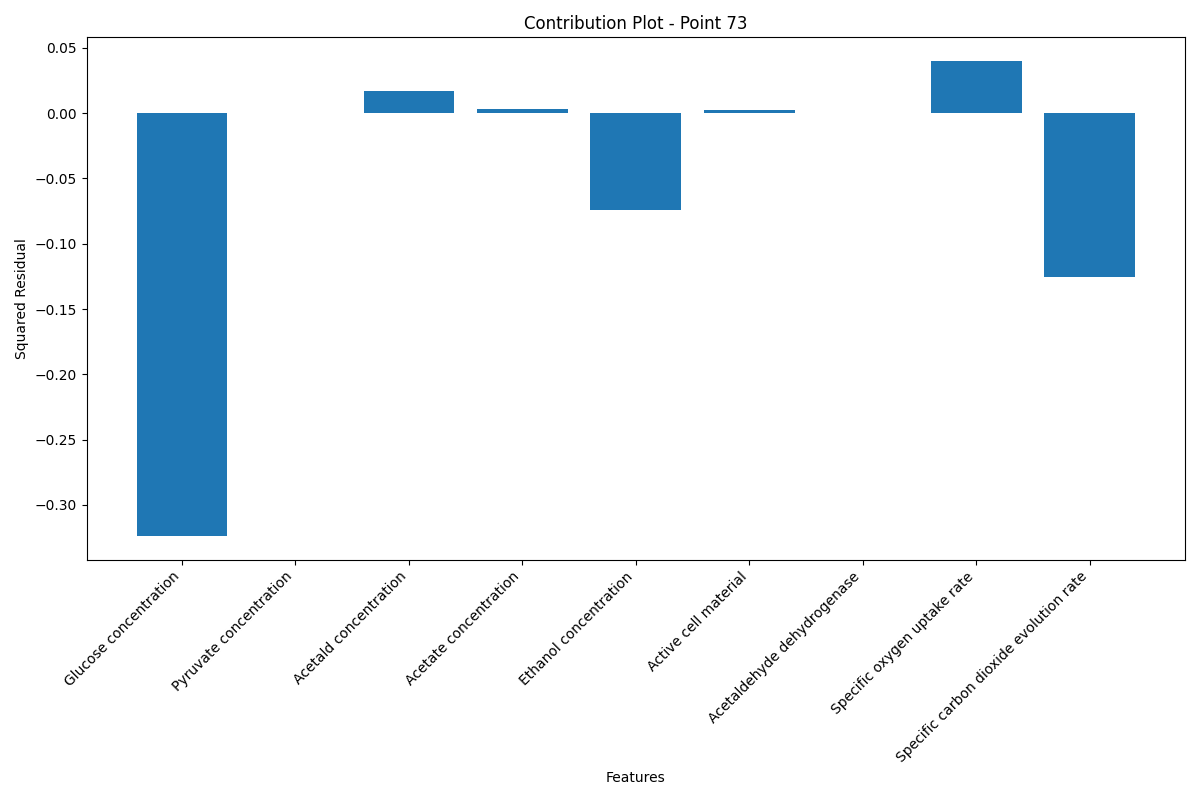 Contribution Plot - Point 73
Squared Residual
0.05
0.00
−0.05
−0.10
−0.15
−0.20
−0.25
−0.30
Glucose concentration
Pyruvate concentration
Acetald concentration
Acetate concentration
Ethanol concentration
Active cell material
Acetaldehyde dehydrogenase
Specific oxygen uptake rate
Specific carbon dioxide evolution rate
Features